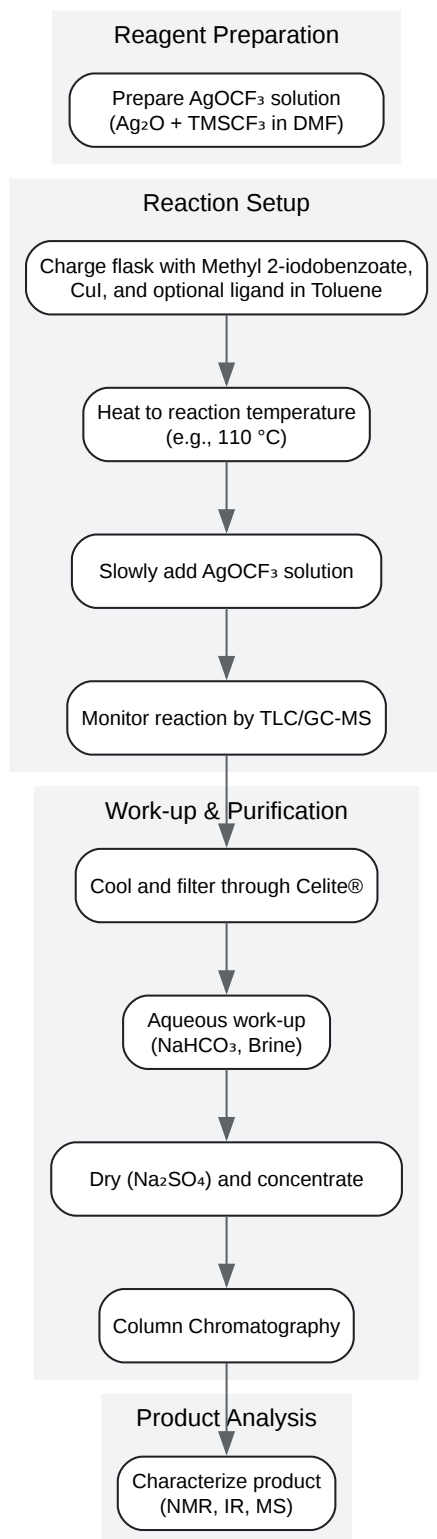 Reagent Preparation
Prepare AgOCF₃ solution
(Ag₂O + TMSCF₃ in DMF)
Reaction Setup
Charge flask with Methyl 2-iodobenzoate,
CuI, and optional ligand in Toluene
Heat to reaction temperature
(e.g., 110 °C)
Slowly add AgOCF₃ solution
Monitor reaction by TLC/GC-MS
Work-up & Purification
Cool and filter through Celite®
Aqueous work-up
(NaHCO₃, Brine)
Dry (Na₂SO₄) and concentrate
Column Chromatography
Product Analysis
Characterize product
(NMR, IR, MS)